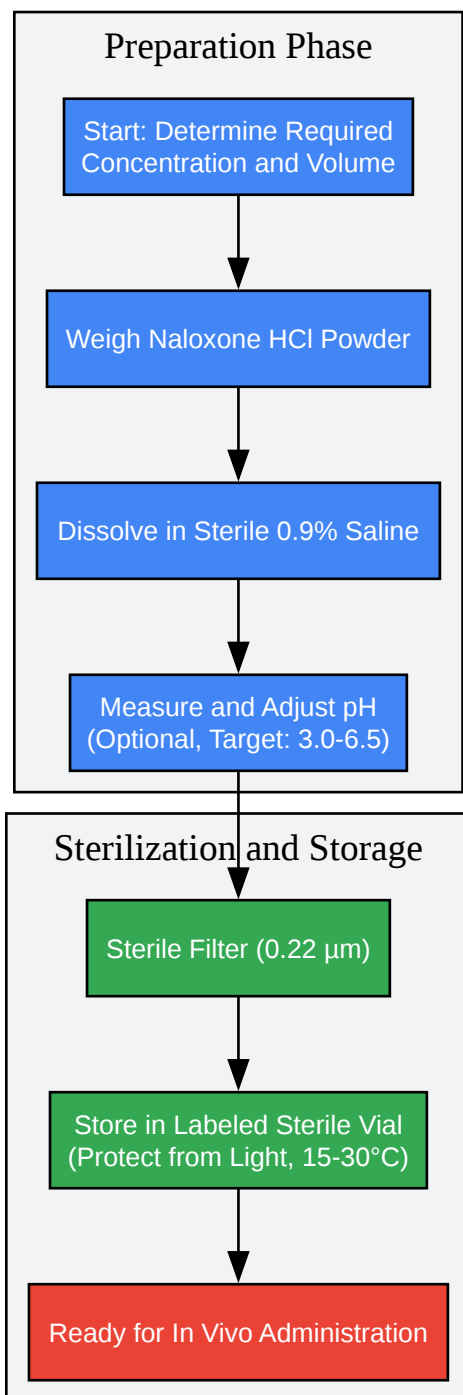 Preparation Phase
Start: Determine Required
Concentration and Volume
Weigh Naloxone HCl Powder
Dissolve in Sterile 0.9% Saline
Measure and Adjust pH
(Optional, Target: 3.0-6.5)
Sterilization and Storage
Sterile Filter (0.22 µm)
Store in Labeled Sterile Vial
(Protect from Light, 15-30°C)
Ready for In Vivo Administration